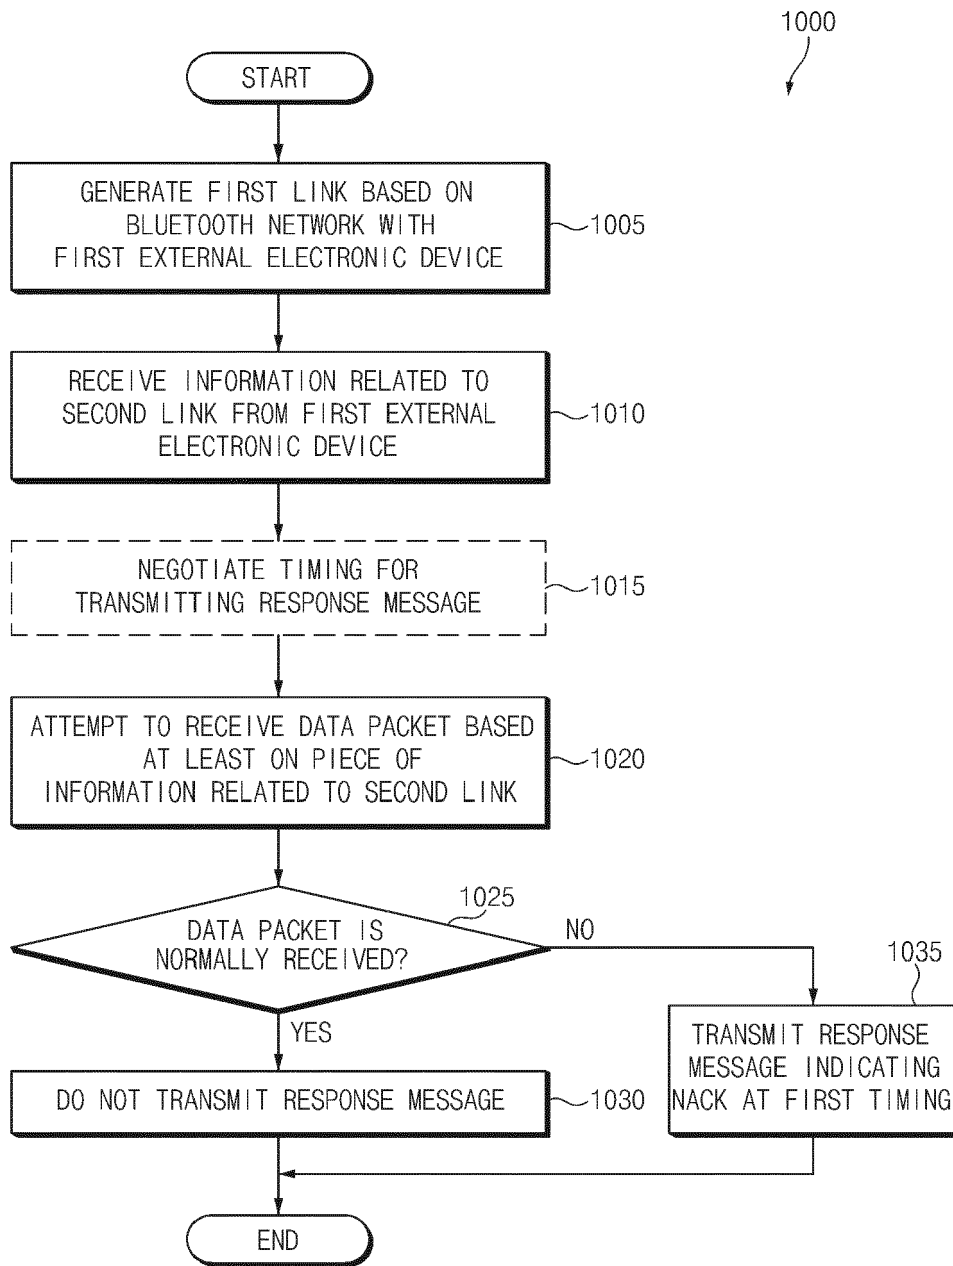 1000
START
GENERATE FIRST LINK BASED ON
BLUETOOTH NETWORK WITH
FIRST EXTERNAL ELECTRONIC DEVICE
1005
RECEIVE INFORMATION RELATED TO
SECOND LINK FROM FIRST EXTERNAL
ELECTRONIC DEVICE
1010
NEGOTIATE TIMING FOR
TRANSMITTING RESPONSE MESSAGE
1015
ATTEMPT TO RECEIVE DATA PACKET BASED
AT LEAST ON PIECE OF
INFORMATION RELATED TO SECOND LINK
1020
1025
DATA PACKET IS
NORMALLY RECEIVED?
NO
YES
1035
TRANSMIT RESPONSE
MESSAGE INDICATING
NACK AT FIRST TIMING
DO NOT TRANSMIT RESPONSE MESSAGE
1030
END